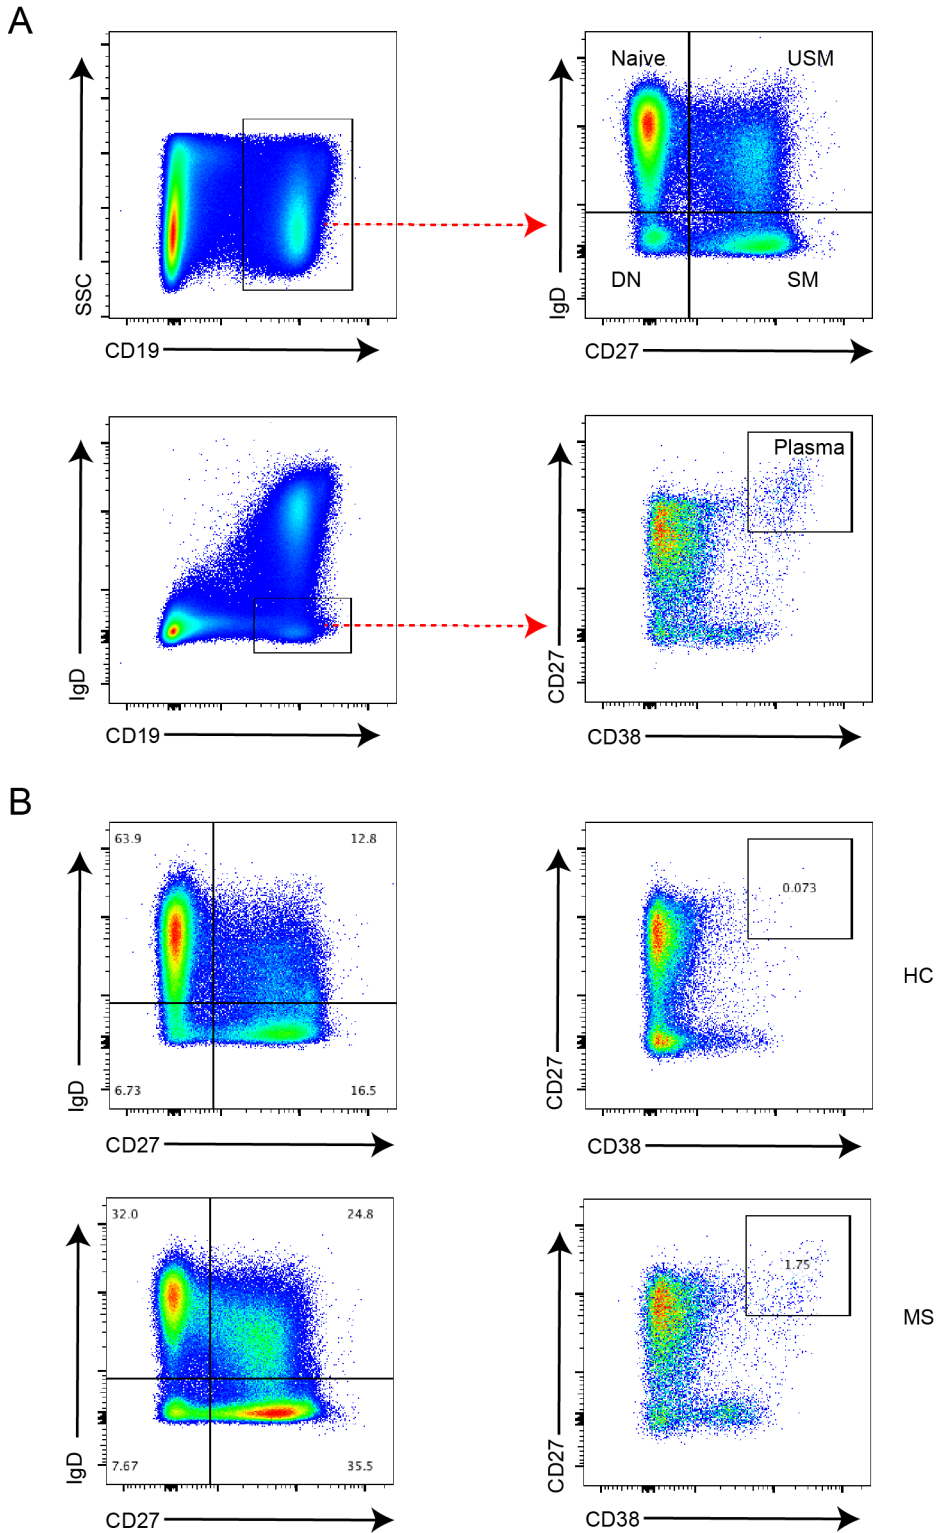 A
SSC
CD19
Naive
USM
DN
SM
IgD
CD27
IgD
CD19
Plasma
CD27
CD38
B
63.9
12.8
6.73
16.5
IgD
CD27
0.073
CD27
CD38
HC
32.0
24.8
7.67
35.5
IgD
CD27
1.75
CD27
CD38
MS